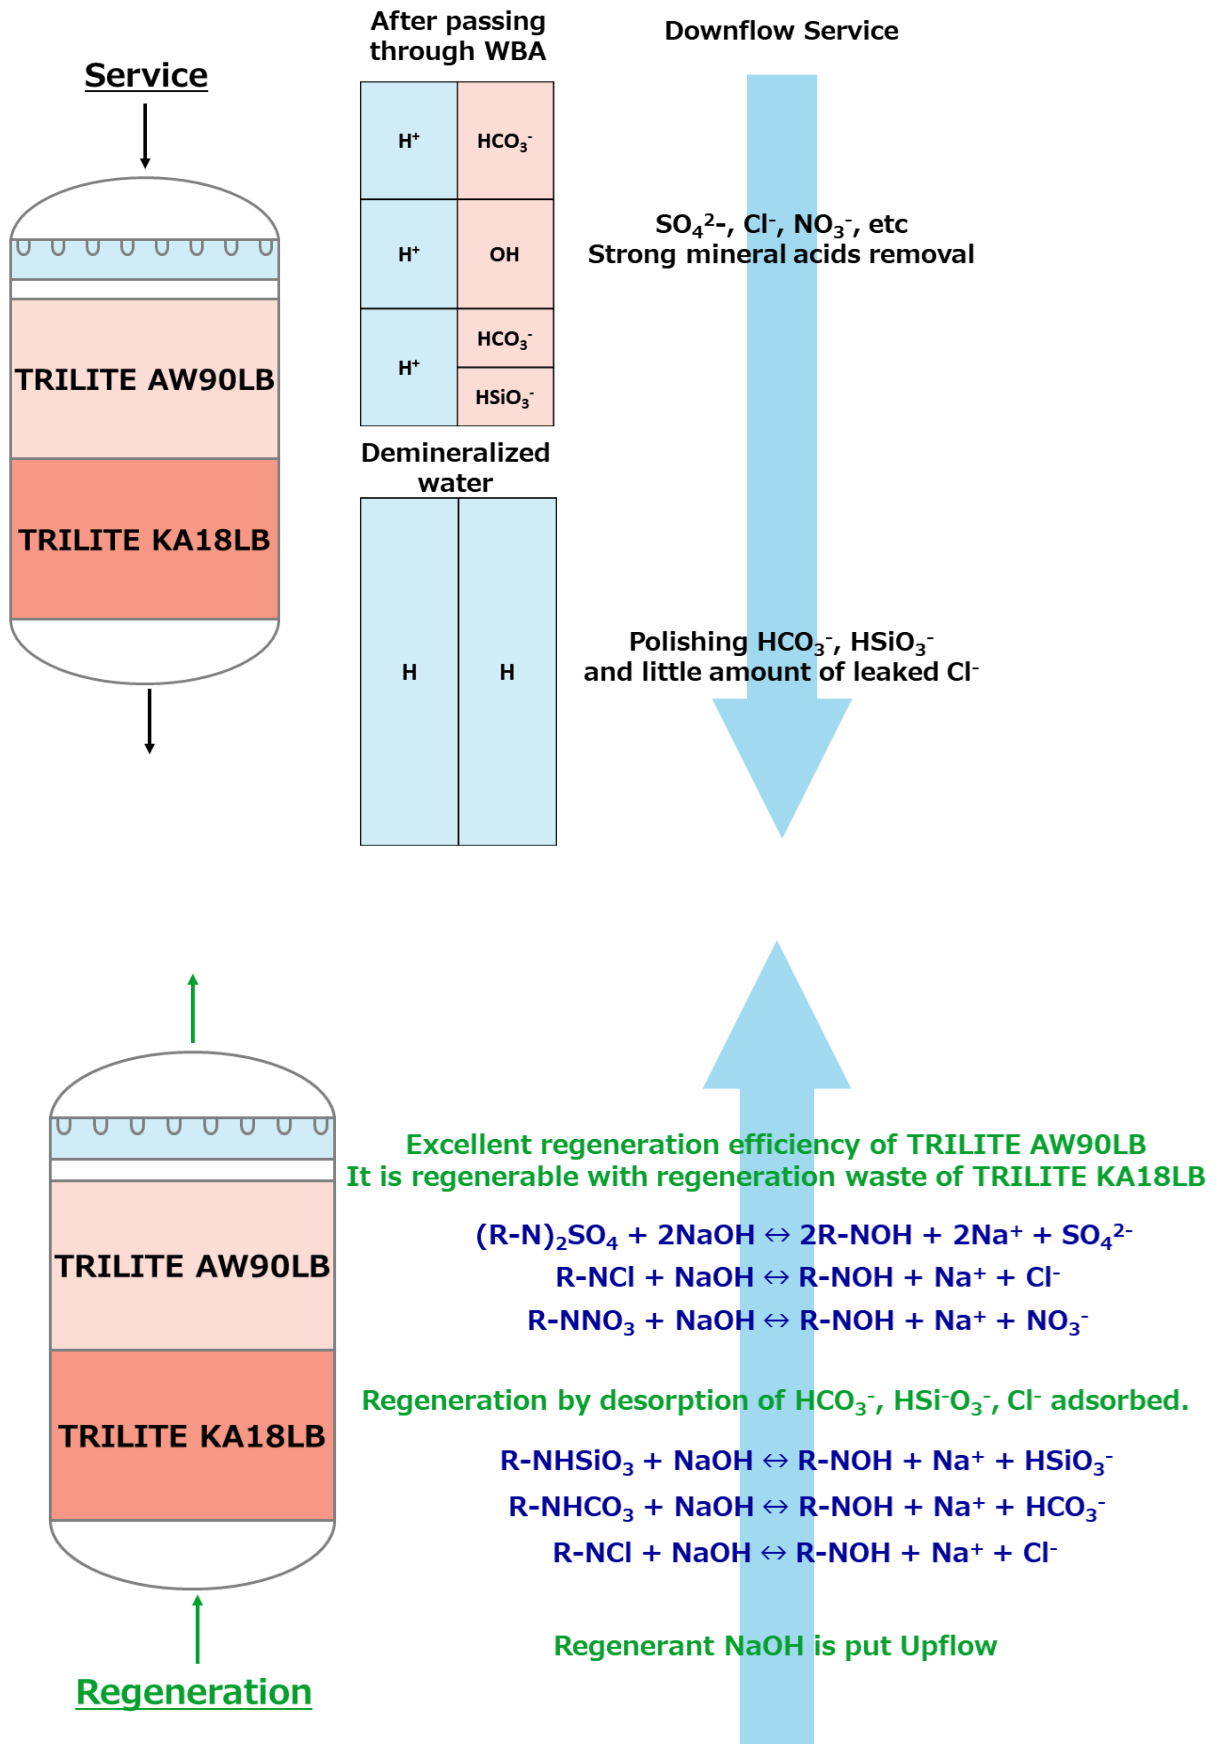 Service
After passing
through WBA
Downflow Service
H⁺
HCO₃⁻
H⁺
OH
H⁺
HCO₃⁻
HSiO₃⁻
SO₄²-, Cl⁻, NO₃⁻, etc
Strong mineral acids removal
TRILITE AW90LB
TRILITE KA18LB
Demineralized
water
H
H
Polishing HCO₃⁻, HSiO₃⁻
and little amount of leaked Cl⁻
Excellent regeneration efficiency of TRILITE AW90LB
It is regenerable with regeneration waste of TRILITE KA18LB
TRILITE AW90LB
(R-N)₂SO₄ + 2NaOH ↔ 2R-NOH + 2Na⁺ + SO₄²⁻
R-NCl + NaOH ↔ R-NOH + Na⁺ + Cl⁻
R-NNO₃ + NaOH ↔ R-NOH + Na⁺ + NO₃⁻
TRILITE KA18LB
Regeneration by desorption of HCO₃⁻, HSi⁻O₃⁻, Cl⁻ adsorbed.
R-NHSiO₃ + NaOH ↔ R-NOH + Na⁺ + HSiO₃⁻
R-NHCO₃ + NaOH ↔ R-NOH + Na⁺ + HCO₃⁻
R-NCl + NaOH ↔ R-NOH + Na⁺ + Cl⁻
Regenerant NaOH is put Upflow
Regeneration